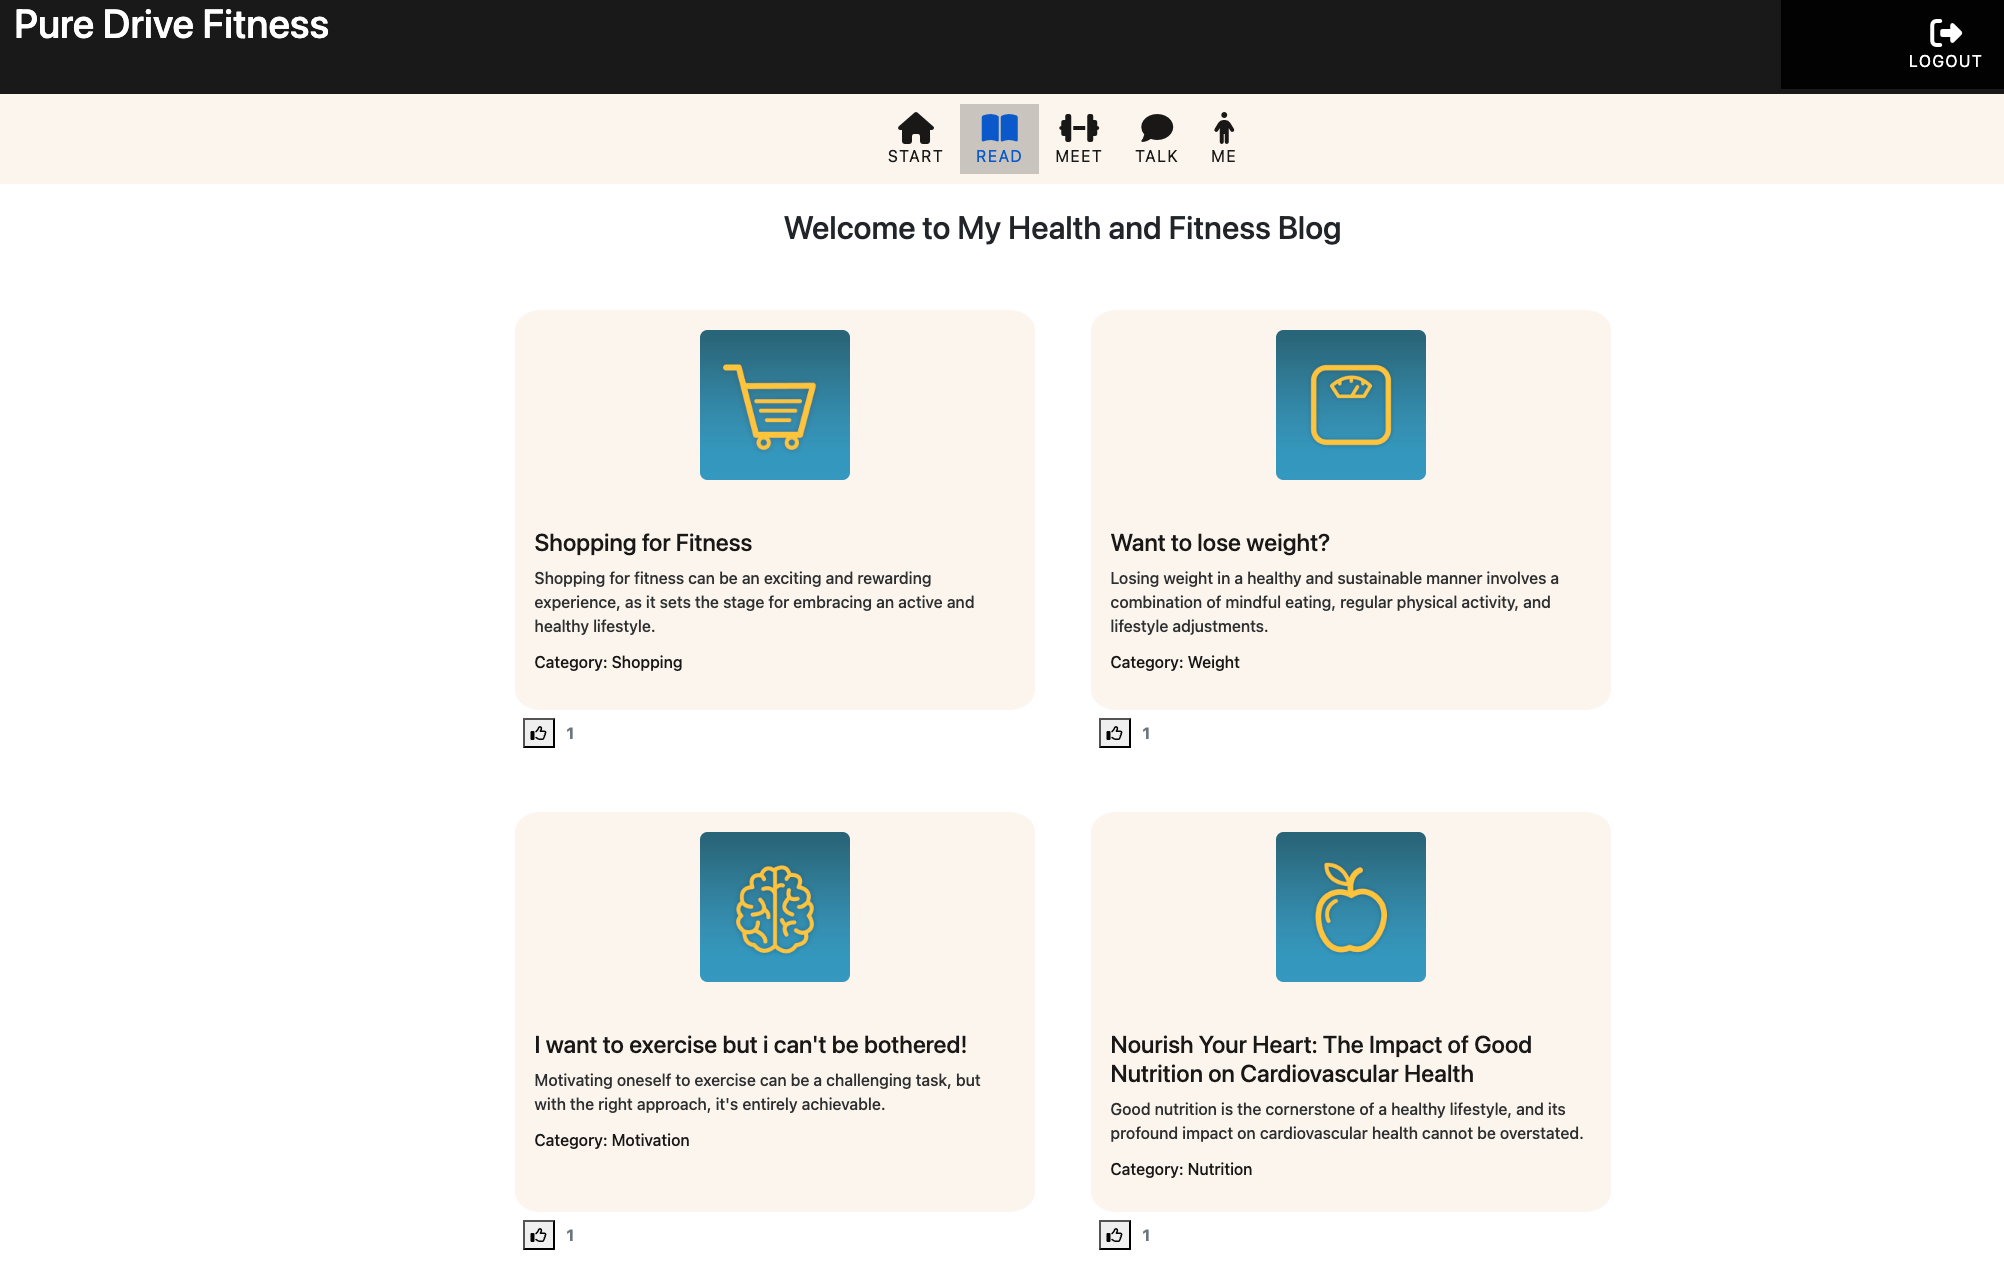 Pure Drive Fitness
LOGOUT
START READ MEET TALK ME
Welcome to My Health and Fitness Blog
Shopping for Fitness
Shopping for fitness can be an exciting and rewarding
experience, as it sets the stage for embracing an active and
healthy lifestyle.
Category: Shopping
1
Want to lose weight?
Losing weight in a healthy and sustainable manner involves a
combination of mindful eating, regular physical activity, and
lifestyle adjustments.
Category: Weight
1
I want to exercise but i can't be bothered!
Motivating oneself to exercise can be a challenging task, but
with the right approach, it's entirely achievable.
Category: Motivation
1
Nourish Your Heart: The Impact of Good
Nutrition on Cardiovascular Health
Good nutrition is the cornerstone of a healthy lifestyle, and its
profound impact on cardiovascular health cannot be overstated.
Category: Nutrition
1